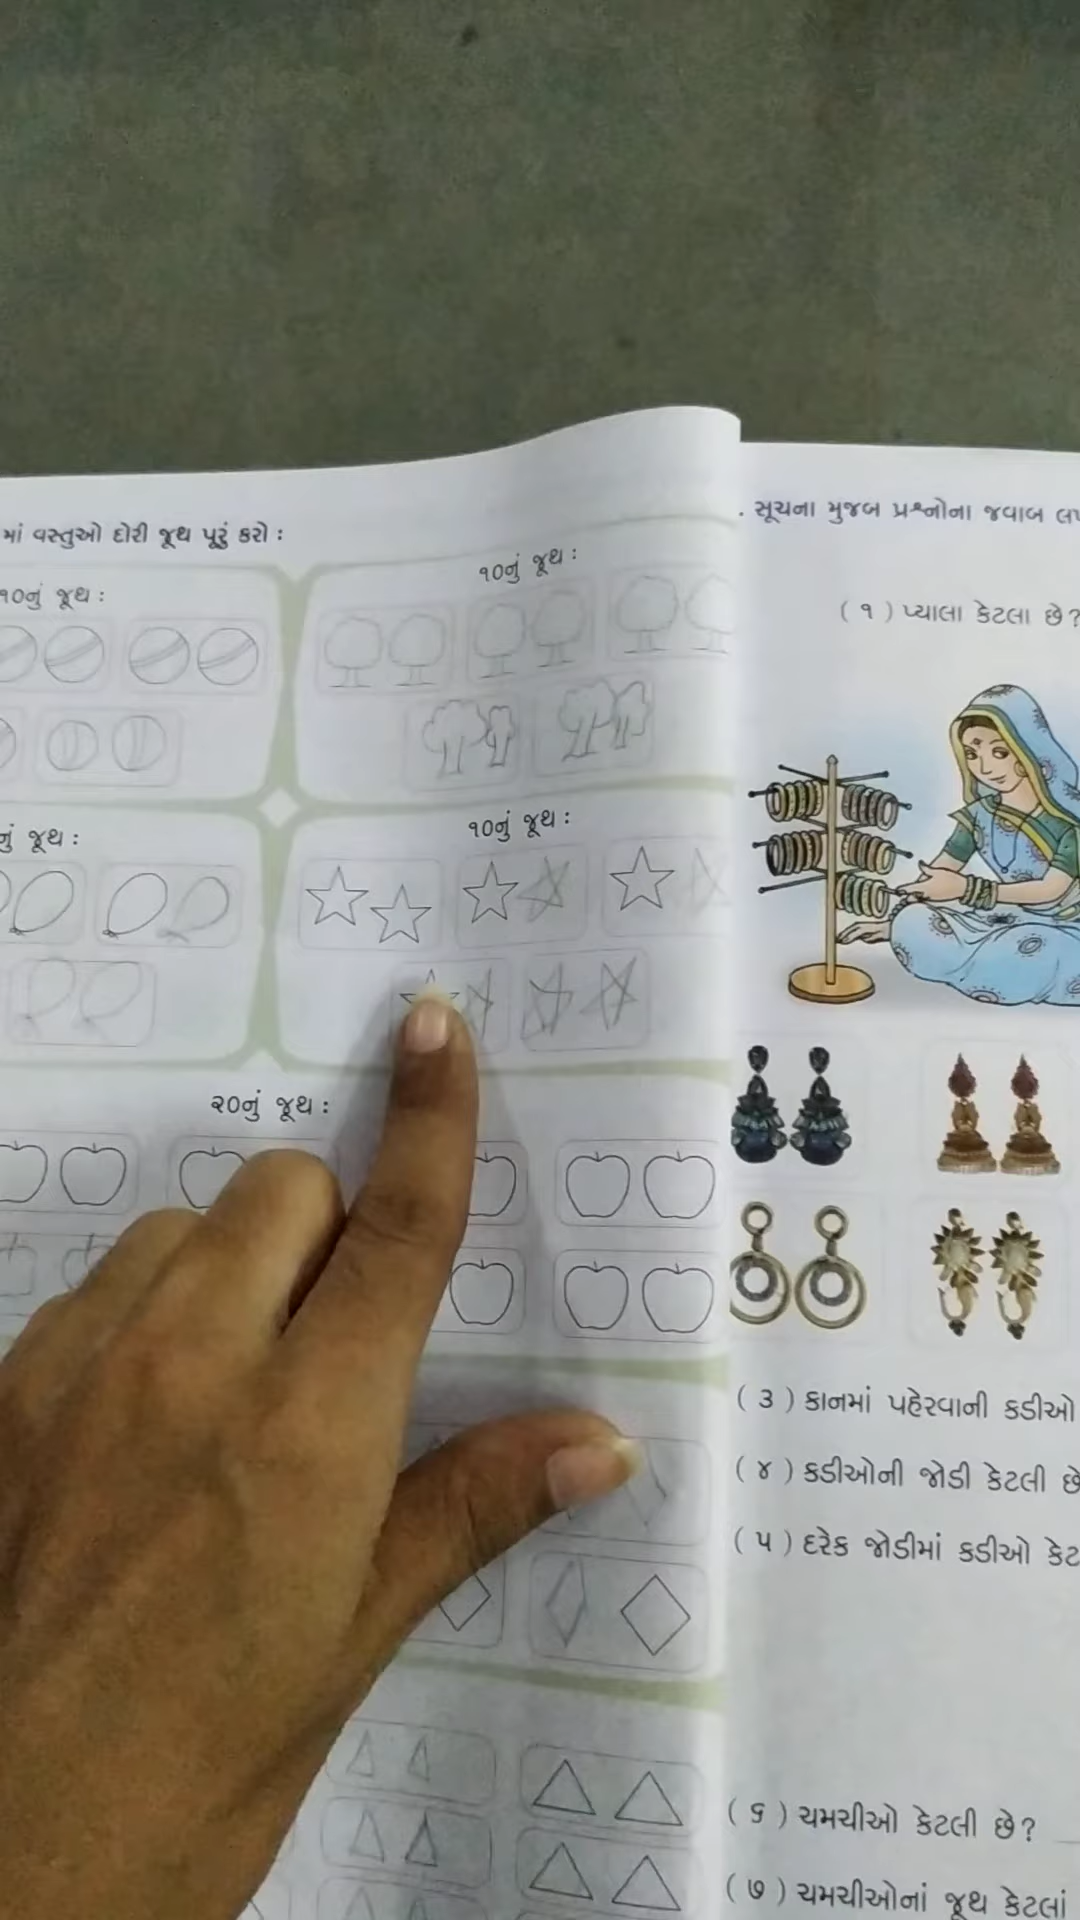 માં વસ્તુઓ દોરી જૂથ પૂરું કરો :
૧૦નું જૂથ :
૧૦નું જૂથ :
નું જૂથ :
૧૦નું જૂથ :
૨૦નું જૂથ :
. સૂચના મુજબ પ્રશ્નોના જવાબ
( ૧ ) પ્યાલા કેટલા છે?
( ૩ ) કાનમાં પહેરવાની કડીઓ
( ૪ ) કડીઓની જોડી કેટલી છે
( ૫ ) દરેક જોડીમાં કડીઓ
( ૬ ) ચમચીઓ કેટલી છે?
( ૭ ) ચમચીઓનાં જૂથ કેટલાં